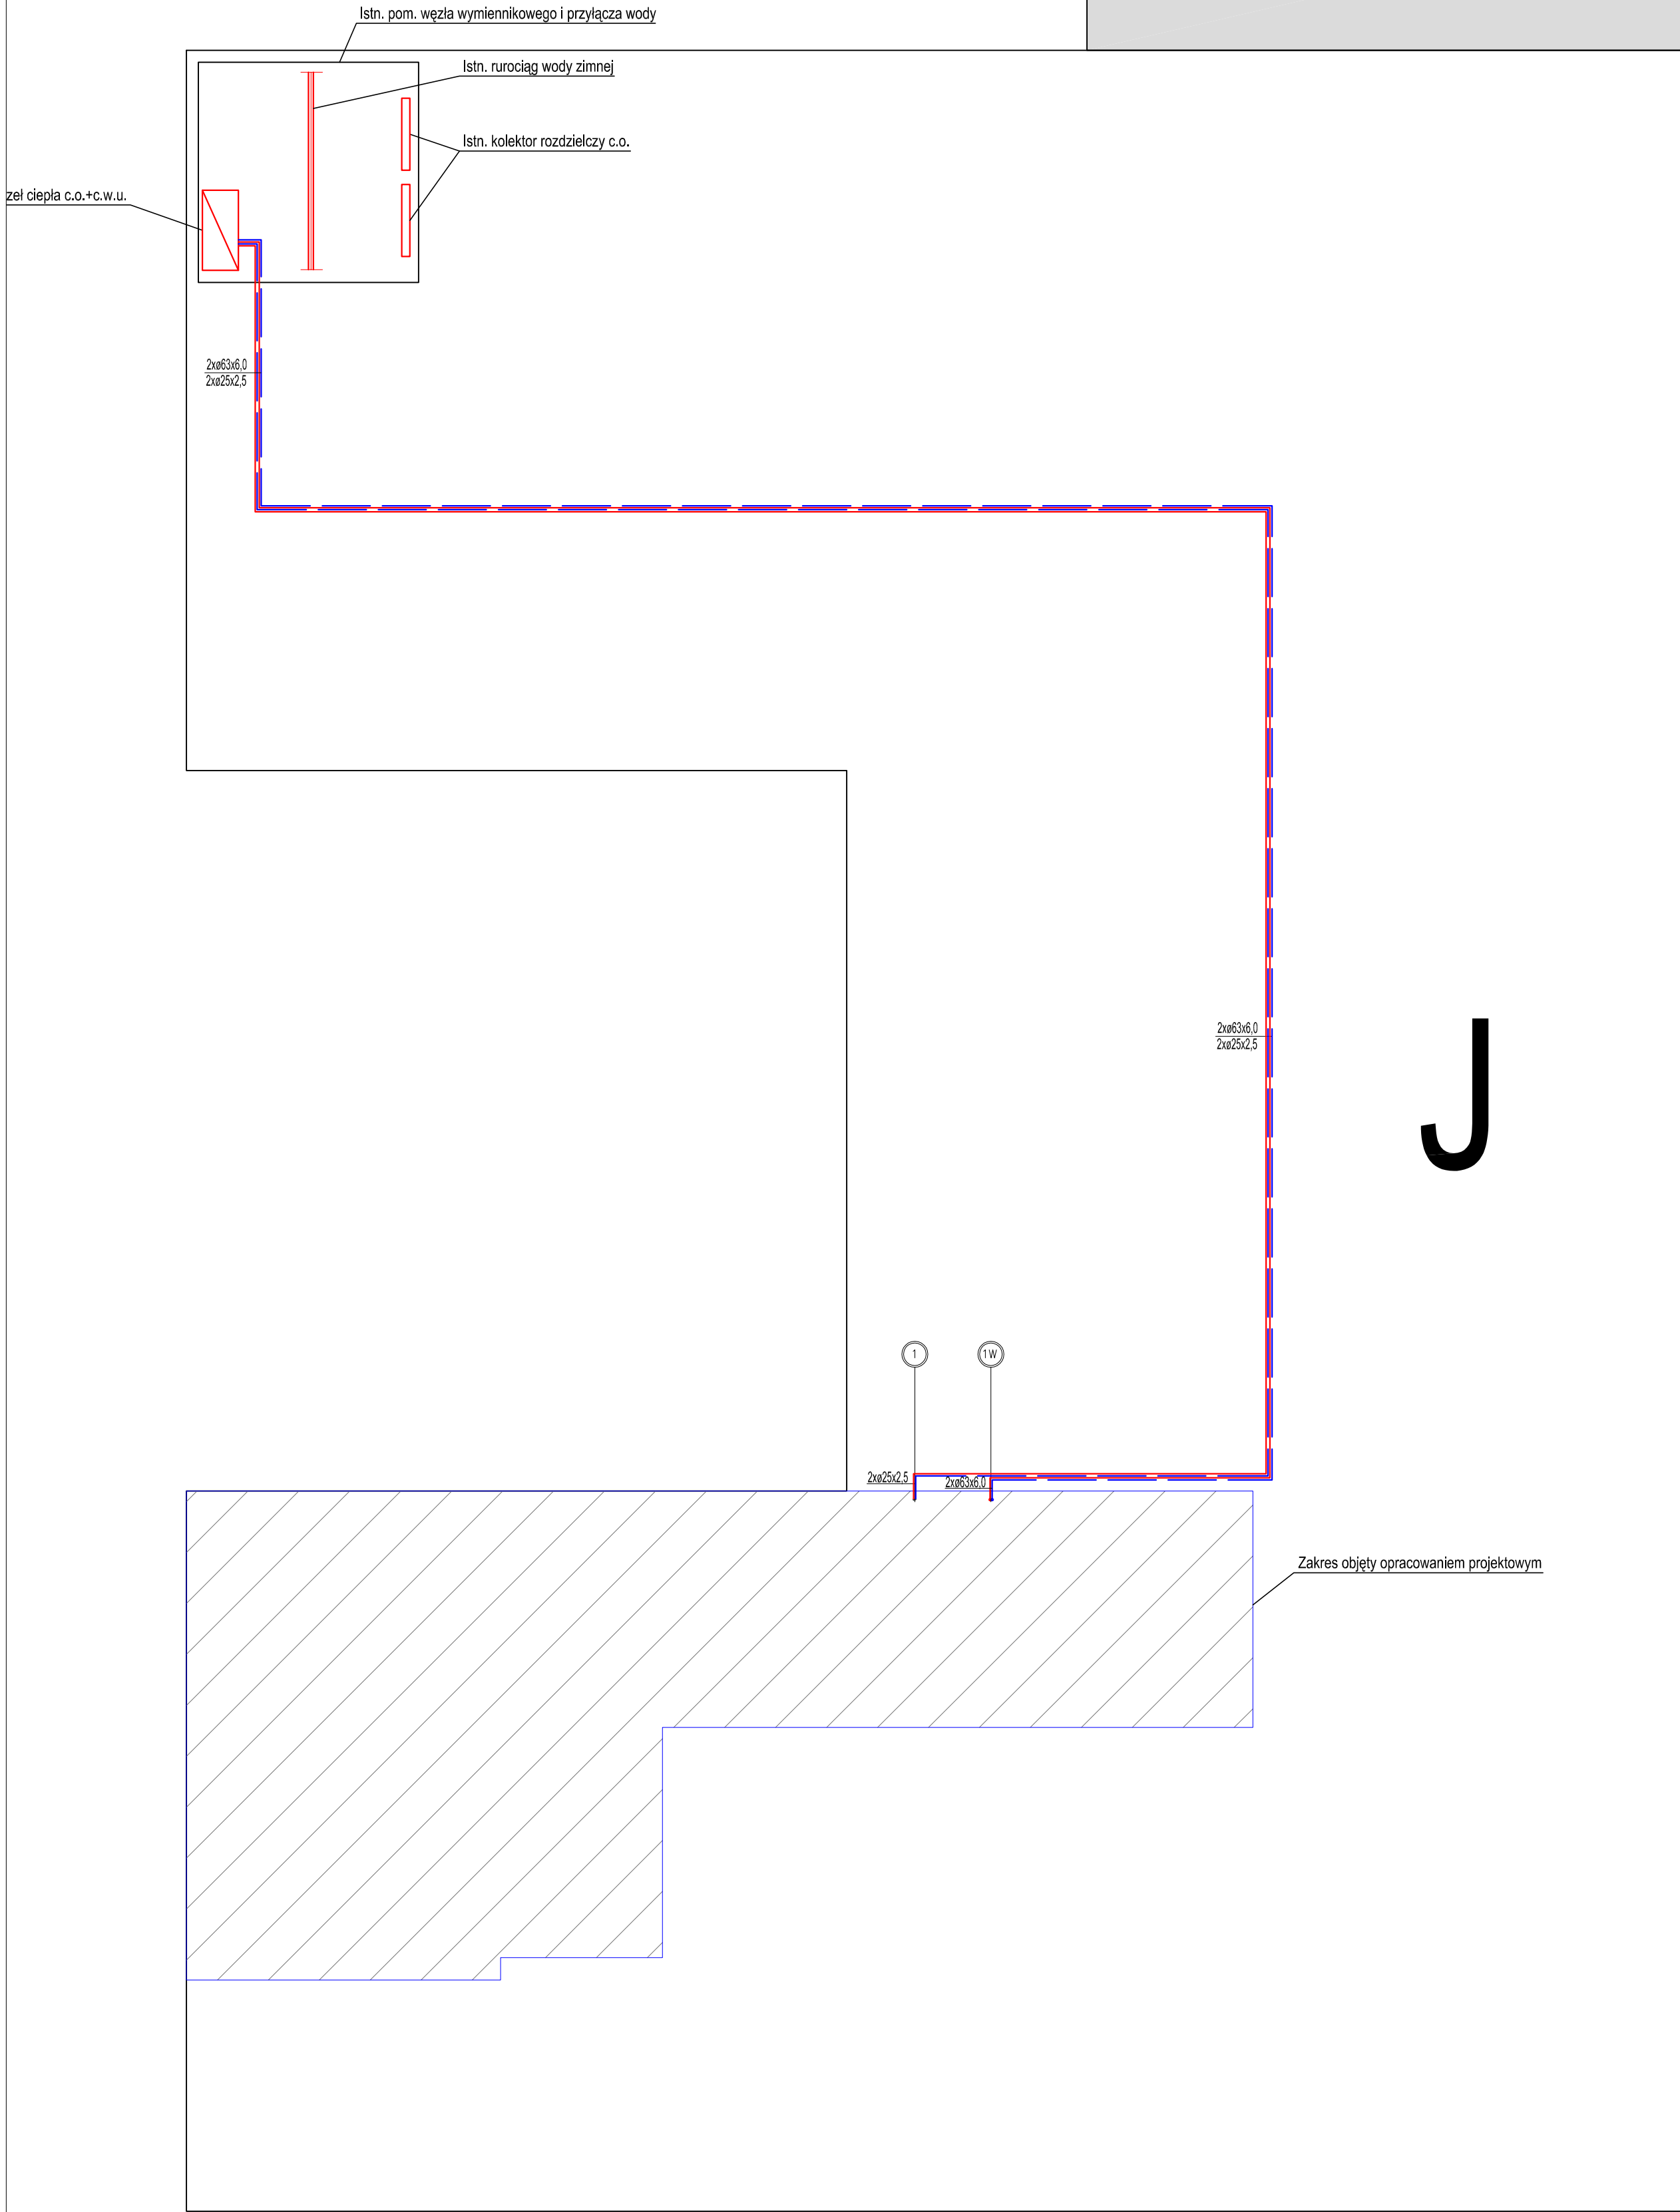 Istn. pom. węzła wymiennikowego i przyłącza wody
Istn. rurociąg wody zimnej
Istn. kolektor rozdzielczy c.o.
zeł ciepła c.o.+c.w.u.
2xø63x6,0
2xø25x2,5
2xø63x6,0
2xø25x2,5
J
1
1W
2xø25x2,5
2xø63x6,0
Zakres objęty opracowaniem projektowym